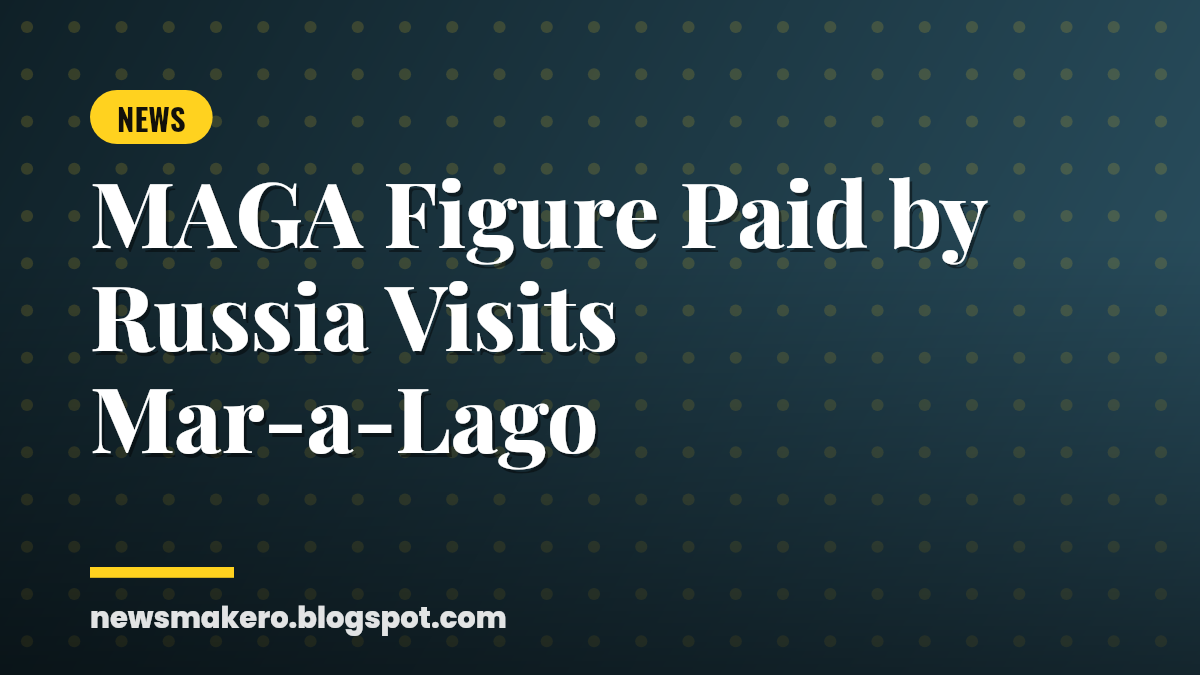 NEWS
MAGA Figure Paid by
Russia Visits
Mar-a-Lago
newsmakero.blogspot.com